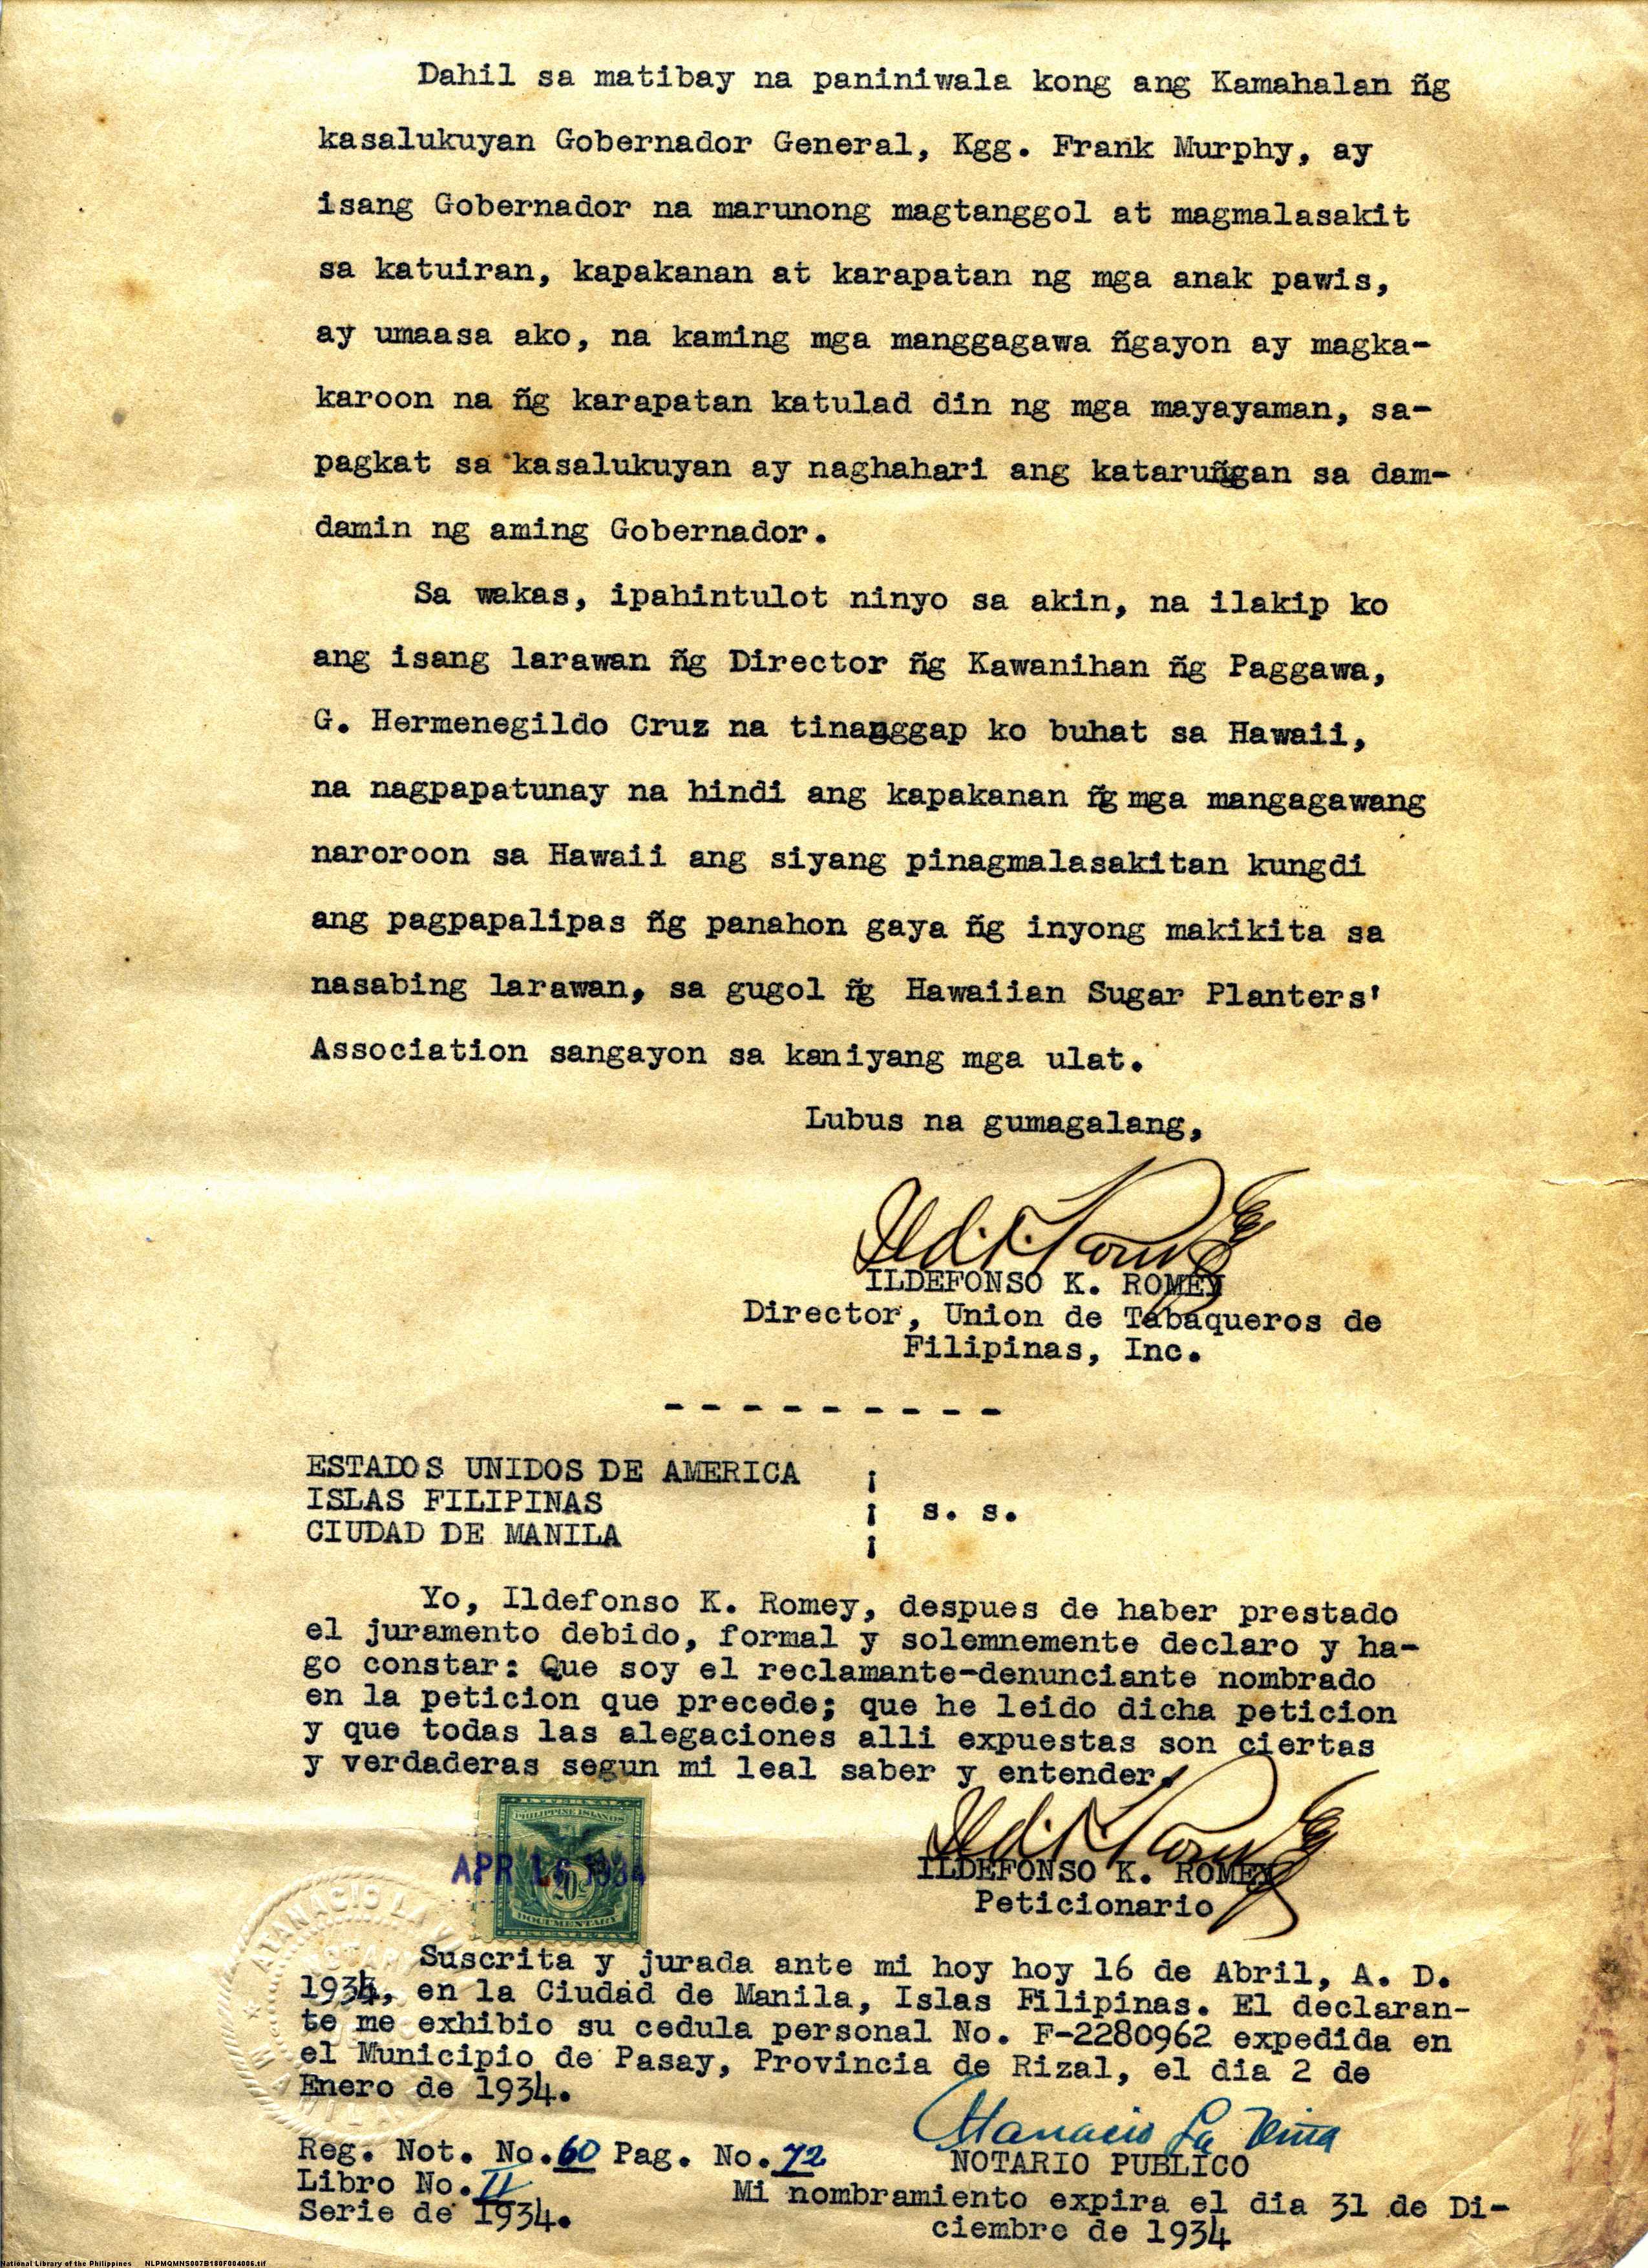 Dahil sa matibay na paniniwala kong ang Kamahalan ñg
kasalukuyan Gobernador General, Kgg. Frank Murphy, ay
isang Gobernador na marunong magtanggol at magmalasakit
sa katuiran, kapakanan at karapatan ng mga anak pawis,
ay umaasa ako, na kaming mga manggagawa ñgayon ay magka-
karoon na ñg karapatan katulad din ng mga mayayaman, sa-
pagkat sa kasalukuyan ay naghahari ang kataruñgan sa dam-
damin ng aming Gobernador.
Sa wakas, ipahintulot ninyo sa akin, na ilakip ko
ang isang larawan ñg Director ñg Kawanihan ñg Paggawa,
G. Hermenegildo Cruz na tinanggap ko buhat sa Hawaii,
na nagpapatunay na hindi ang kapakanan ñg mga mangagawang
naroroon sa Hawaii ang siyang pinagmalasakitan kungdi
ang pagpapalipas ñg panahon gaya ñg inyong makikita sa
nasabing larawan, sa gugol ñg Hawaiian Sugar Planters'
Association sangayon sa kaniyang mga ulat.
Lubus na gumagalang,
ILDEFONSO K. ROMEY
Director, Union de Tabaqueros de
Filipinas, Inc.
- - - - - - - - -
ESTADOS UNIDOS DE AMERICA ¡
ISLAS FILIPINAS ¡ s. s.
CIUDAD DE MANILA ¡
Yo, Ildefonso K. Romey, despues de haber prestado
el juramento debido, formal y solemnemente declaro y ha-
go constar: Que soy el reclamante-denunciante nombrado
en la peticion que precede; que he leido dicha peticion
y que todas las alegaciones alli expuestas son ciertas
y verdaderas segun mi leal saber y entender.
PHILIPPINE ISLANDS
APR 16 1934
20
DOCUMENTARY
ILDEFONSO K. ROMEY
Peticionario
ATANACIO LA VIÑA
NOTAR
MANILA
Suscrita y jurada ante mi hoy hoy 16 de Abril, A. D.
1934, en la Ciudad de Manila, Islas Filipinas. El declaran-
te me exhibio su cedula personal No. F-2280962 expedida en
el Municipio de Pasay, Provincia de Rizal, el dia 2 de
Enero de 1934.
Atanacio La Viña
Reg. Not. No. 60 Pag. No. 72
NOTARIO PUBLICO
Libro No. II
Mi nombramiento expira el dia 31 de Di-
Serie de 1934.
ciembre de 1934
National Library of the Philippines NLPMQMNS007B180F004006.tif